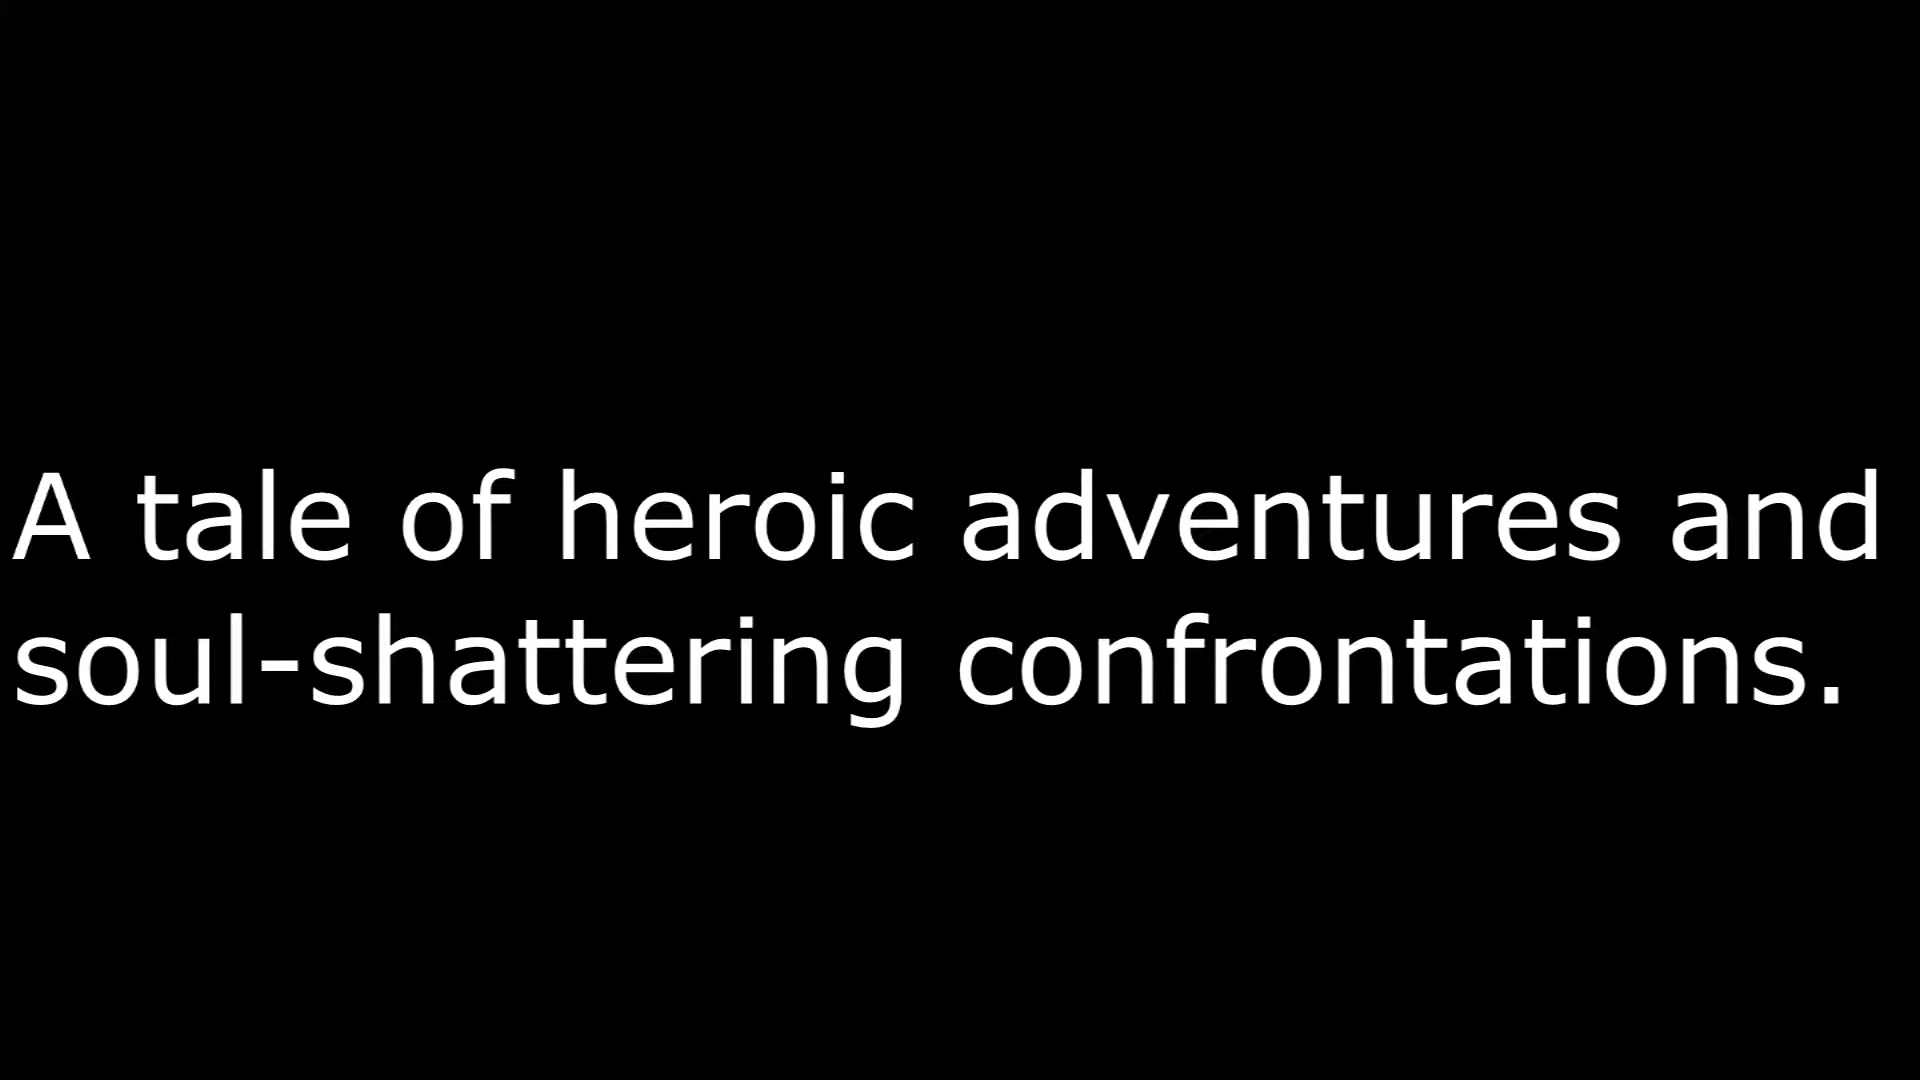 A tale of heroic adventures and
soul-shattering confrontations.